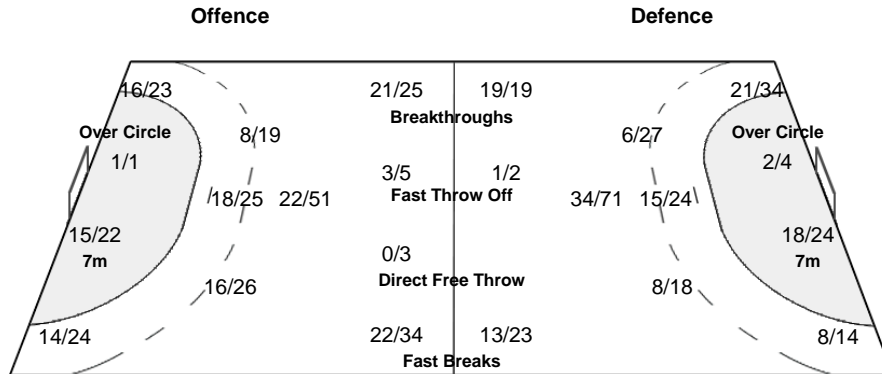 Offence Defence
16/23 21/25 19/19 21/34
Breakthroughs
Over Circle 8/19 6/27 Over Circle
1/1 3/5 1/2 2/4
Fast Throw Off
18/25 22/51 34/71 15/24
15/22 18/24
0/3
7m 7m
Direct Free Throw
16/26 8/18
14/24 22/34 13/23 8/14
Fast Breaks